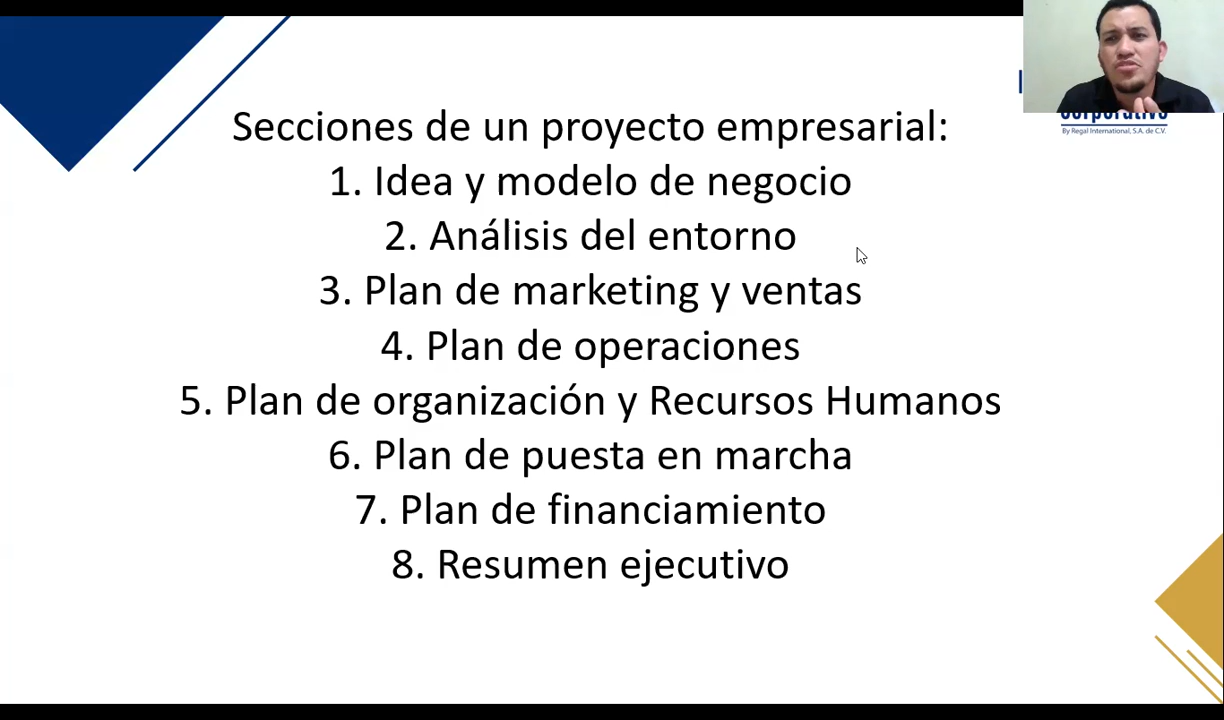 Secciones de un proyecto empresarial:
1. Idea y modelo de negocio
2. Análisis del entorno
3. Plan de marketing y ventas
4. Plan de operaciones
5. Plan de organización y Recursos Humanos
6. Plan de puesta en marcha
7. Plan de financiamiento
8. Resumen ejecutivo
By Regal International, S.A. de C.V.